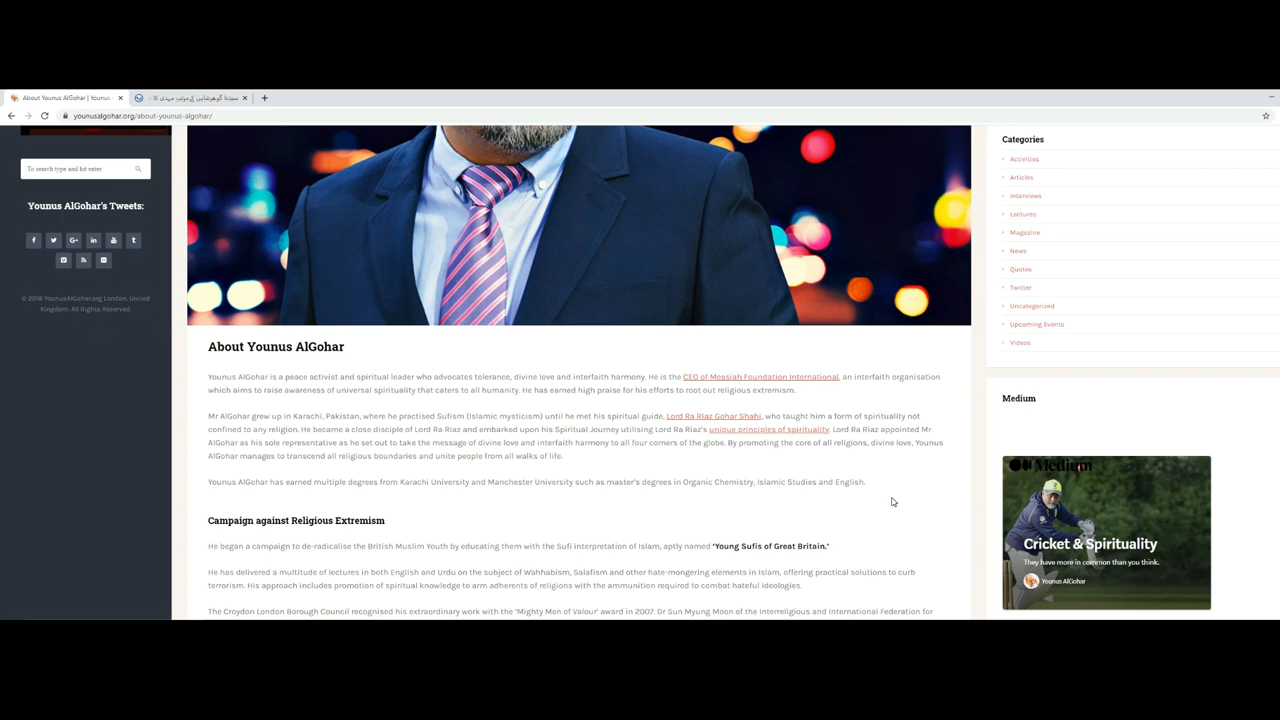 About Younus AlGohar | Younus
سیدنا گوھر شاہی کے مرتبہ مہدی کا
younusalgohar.org/about-younus-algohar/
To search type and hit enter
Younus AlGohar's Tweets:
© 2018 YounusAlGohar.org London, United
Kingdom. All Rights Reserved.
About Younus AlGohar
Younus AlGohar is a peace activist and spiritual leader who advocates tolerance, divine love and interfaith harmony. He is the CEO of Messiah Foundation International, an interfaith organisation
which aims to raise awareness of universal spirituality that caters to all humanity. He has earned high praise for his efforts to root out religious extremism.
Mr AlGohar grew up in Karachi, Pakistan, where he practised Sufism (Islamic mysticism) until he met his spiritual guide, Lord Ra Riaz Gohar Shahi, who taught him a form of spirituality not
confined to any religion. He became a close disciple of Lord Ra Riaz and embarked upon his Spiritual Journey utilising Lord Ra Riaz's unique principles of spirituality. Lord Ra Riaz appointed Mr
AlGohar as his sole representative as he set out to take the message of divine love and interfaith harmony to all four corners of the globe. By promoting the core of all religions, divine love, Younus
AlGohar manages to transcend all religious boundaries and unite people from all walks of life.
Younus AlGohar has earned multiple degrees from Karachi University and Manchester University such as master's degrees in Organic Chemistry, Islamic Studies and English.
Campaign against Religious Extremism
He began a campaign to de-radicalise the British Muslim Youth by educating them with the Sufi interpretation of Islam, aptly named 'Young Sufis of Great Britain.'
He has delivered a multitude of lectures in both English and Urdu on the subject of Wahhabism, Salafism and other hate-mongering elements in Islam, offering practical solutions to curb
terrorism. His approach includes promotion of spiritual knowledge to arm adherents of religions with the ammunition required to combat hateful ideologies.
The Croydon London Borough Council recognised his extraordinary work with the 'Mighty Men of Valour' award in 2007. Dr Sun Myung Moon of the Interreligious and International Federation for
Categories
Activities
Articles
Interviews
Lectures
Magazine
News
Quotes
Twitter
Uncategorized
Upcoming Events
Videos
Medium
Medium
Cricket & Spirituality
They have more in common than you think.
Younus AlGohar